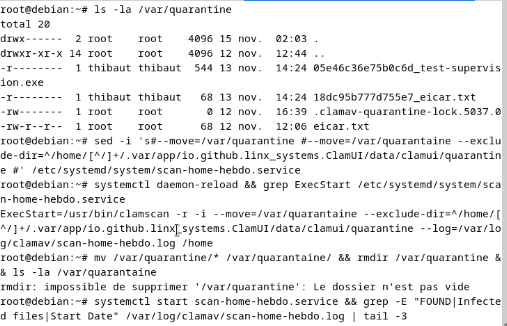 root@debian:~# ls -la /var/quarantine
total 20
drwx------  2 root    root    4096 15 nov.  02:03 .
drwxr-xr-x 14 root    root    4096 12 nov.  12:44 ..
-r--------  1 thibaut thibaut  544 13 nov.  14:24 05e46c36e75b0c6d_test-supervis
ion.exe
-r--------  1 thibaut thibaut   68 13 nov.  14:24 18dc95b777d755e7_eicar.txt
-rw-------  1 root    root       0 12 nov.  16:39 .clamav-quarantine-lock.5037.0
-rw-r--r--  1 root    root      68 12 nov.  12:06 eicar.txt
root@debian:~# sed -i 's#--move=/var/quarantine #--move=/var/quarantaine --exclu
de-dir=^/home/[^/]+/.var/app/io.github.linx_systems.ClamUI/data/clamui/quarantin
e #' /etc/systemd/system/scan-home-hebdo.service
root@debian:~# systemctl daemon-reload && grep ExecStart /etc/systemd/system/sca
n-home-hebdo.service
ExecStart=/usr/bin/clamscan -r -i --move=/var/quarantaine --exclude-dir=^/home/[
^/]+/.var/app/io.github.linx_systems.ClamUI/data/clamui/quarantine --log=/var/lo
g/clamav/scan-home-hebdo.log /home
root@debian:~# mv /var/quarantine/* /var/quarantaine/ && rmdir /var/quarantine &
& ls -la /var/quarantaine
rmdir: impossible de supprimer '/var/quarantine': Le dossier n'est pas vide
root@debian:~# systemctl start scan-home-hebdo.service && grep -E "FOUND|Infecte
d files|Start Date" /var/log/clamav/scan-home-hebdo.log | tail -3